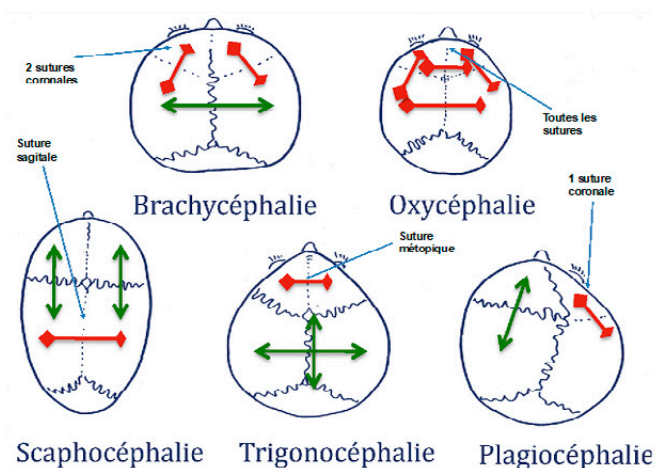 2 sutures
coronales
Toutes les
sutures
Brachycéphalie
Oxycéphalie
Suture
sagitale
1 suture
coronale
Suture
métopique
Scaphocéphalie
Trigonocéphalie
Plagiocéphalie